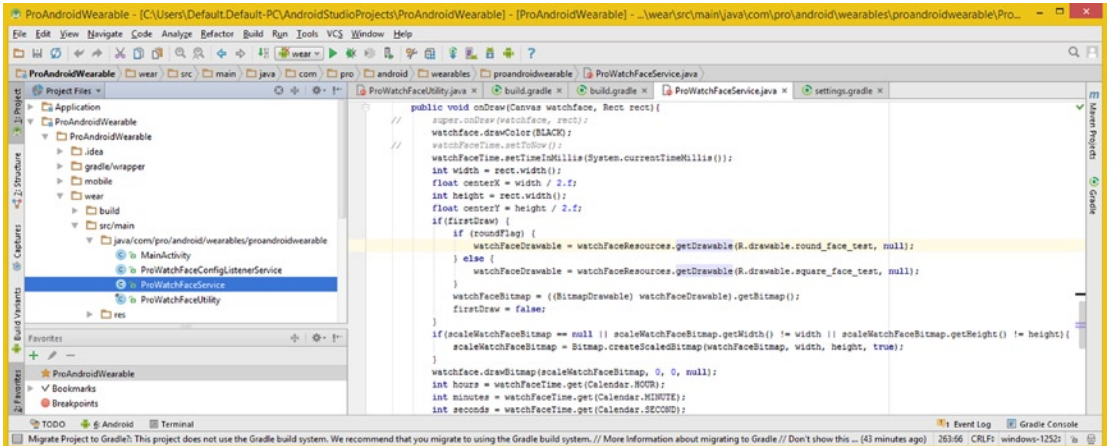 ProAndroidWearable - [C:\Users\Default.Default-PC\AndroidStudioProjects\ProAndroidWearable] - [ProAndroidWearable] - ...\wear\src\main\java\com\pro\android\wearables\proandroidwearable\Pro...
File Edit View Navigate Code Analyze Refactor Build Run Tools VCS Window Help
wear
ProAndroidWearable wear src main java com pro android wearables proandroidwearable ProWatchFaceService.java
Project Files
ProWatchFaceUtility.java × build.gradle × build.gradle × ProWatchFaceService.java × settings.gradle ×
1: Project
2: Structure
Captures
Build Variants
2: Favorites
Application
ProAndroidWearable
ProAndroidWearable
.idea
gradle/wrapper
mobile
wear
build
src/main
java/com/pro/android/wearables/proandroidwearable
MainActivity
ProWatchFaceConfigListenerService
ProWatchFaceService
ProWatchFaceUtility
res
Favorites
ProAndroidWearable
Bookmarks
Breakpoints
public void onDraw(Canvas watchface, Rect rect){
// super.onDraw(watchface, rect);
watchface.drawColor(BLACK);
// watchFaceTime.setToNow();
watchFaceTime.setTimeInMillis(System.currentTimeMillis());
int width = rect.width();
float centerX = width / 2.f;
int height = rect.width();
float centerY = height / 2.f;
if(firstDraw) {
if (roundFlag) {
watchFaceDrawable = watchFaceResources.getDrawable(R.drawable.round_face_test, null);
} else {
watchFaceDrawable = watchFaceResources.getDrawable(R.drawable.square_face_test, null);
}
watchFaceBitmap = ((BitmapDrawable) watchFaceDrawable).getBitmap();
firstDraw = false;
}
if(scaleWatchFaceBitmap == null || scaleWatchFaceBitmap.getWidth() != width || scaleWatchFaceBitmap.getHeight() != height){
scaleWatchFaceBitmap = Bitmap.createScaledBitmap(watchFaceBitmap, width, height, true);
}
watchface.drawBitmap(scaleWatchFaceBitmap, 0, 0, null);
int hours = watchFaceTime.get(Calendar.HOUR);
int minutes = watchFaceTime.get(Calendar.MINUTE);
int seconds = watchFaceTime.get(Calendar.SECOND);
Maven Projects
Gradle
TODO 6: Android Terminal
1 Event Log Gradle Console
Migrate Project to Gradle?: This project does not use the Gradle build system. We recommend that you migrate to using the Gradle build system. // More Information about migrating to Gradle // Don't show this ... (43 minutes ago) 263:66 CRLF÷ windows-1252÷